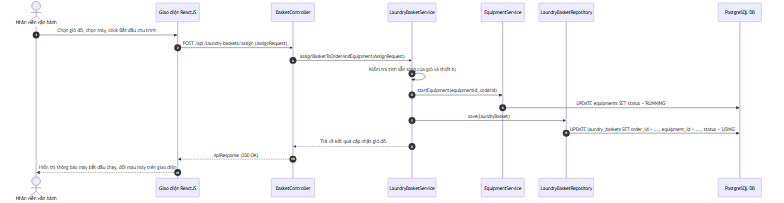 Nhân viên vận hành
Giao diện ReactJS
BasketController
LaundryBasketService
EquipmentService
LaundryBasketRepository
PostgreSQL DB
Chọn giỏ đồ, chọn máy, click Bắt đầu chu trình
POST /api/laundry-baskets/assign (AssignRequest)
assignBasketToOrderAndEquipment(AssignRequest)
Kiểm tra tính sẵn sàng của giỏ và thiết bị
startEquipment(equipmentId, orderId)
UPDATE equipments SET status = 'RUNNING'
save(laundryBasket)
UPDATE laundry_baskets SET order_id = ..., equipment_id = ..., status = 'USING'
Trả về kết quả cập nhật giỏ đồ
ApiResponse (200 OK)
Hiển thị thông báo máy bắt đầu chạy, đổi màu máy trên giao diện
Nhân viên vận hành
Giao diện ReactJS
BasketController
LaundryBasketService
EquipmentService
LaundryBasketRepository
PostgreSQL DB